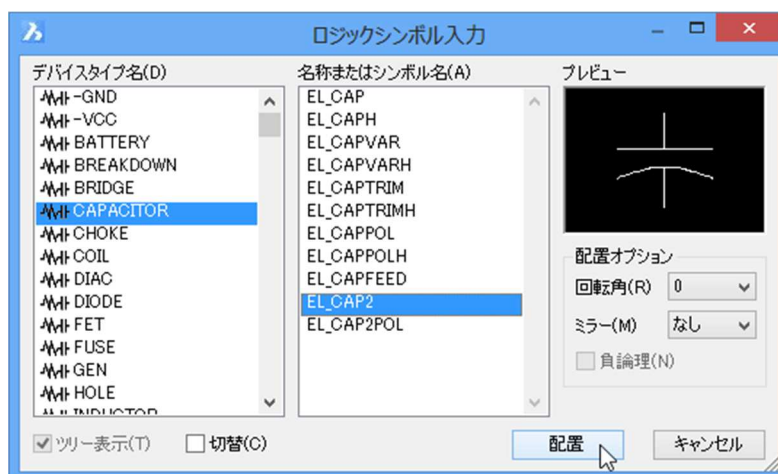 ロジックシンボル入力
デバイスタイプ名(D)
-GND
-VCC
BATTERY
BREAKDOWN
BRIDGE
CAPACITOR
CHOKE
COIL
DIAC
DIODE
FET
FUSE
GEN
HOLE
INDUCTOR
名称またはシンボル名(A)
EL_CAP
EL_CAPH
EL_CAPVAR
EL_CAPVARH
EL_CAPTRIM
EL_CAPTRIMH
EL_CAPPOL
EL_CAPPOLH
EL_CAPFEED
EL_CAP2
EL_CAP2POL
プレビュー
配置オプション
回転角(R) 0
ミラー(M) なし
負論理(N)
ツリー表示(T) 切替(C) 配置 キャンセル